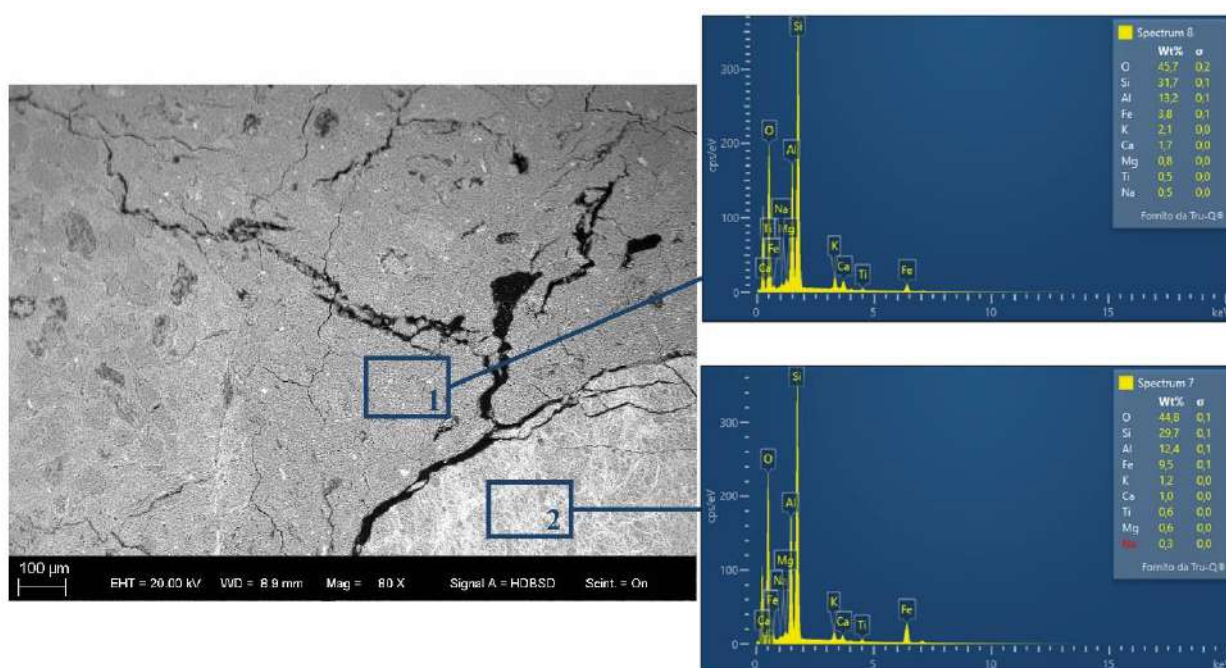 1
2
100 µm
EHT = 20.00 kV WD = 8.9 mm Mag = 80 X Signal A = HDBSD Scint. = On
Si
300
O
200
cps/eV
Al
Na
100
Ti
Mg
Fe
K
Ca
Ca
Ti
Fe
0
0 5 10 15 keV
Spectrum 8
Wt% σ
O 45,7 0,2
Si 31,7 0,1
Al 13,2 0,1
Fe 3,8 0,1
K 2,1 0,0
Ca 1,7 0,0
Mg 0,8 0,0
Ti 0,5 0,0
Na 0,5 0,0
Fornito da Tru-Q®
Si
300
O
200
cps/eV
Al
Mg
100
Na
Fe
K
Ca
Ca
Ti
Fe
Ti
0
0 5 10 15
Spectrum 7
Wt% σ
O 44,8 0,1
Si 29,7 0,1
Al 12,4 0,1
Fe 9,5 0,1
K 1,2 0,0
Ca 1,0 0,0
Ti 0,6 0,0
Mg 0,6 0,0
Na 0,3 0,0
Fornito da Tru-Q®